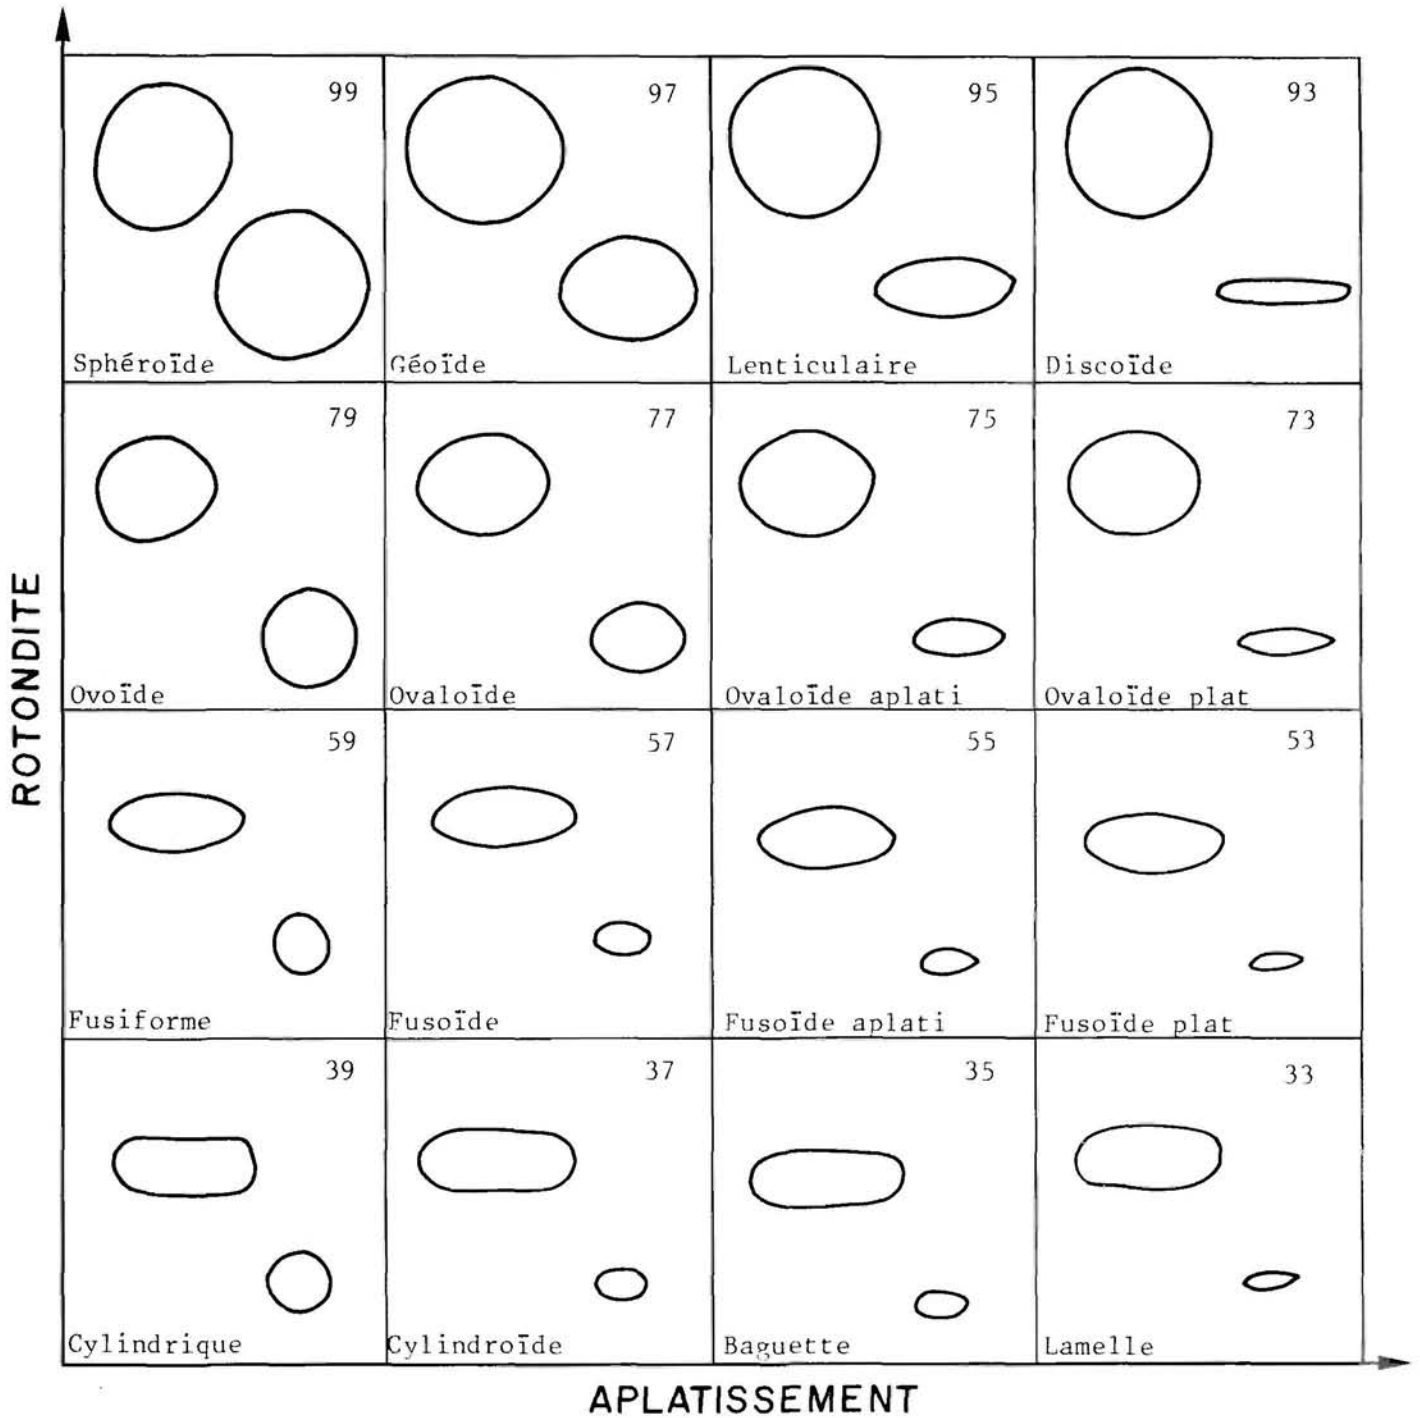 99
97
95
93
Sphéroïde
Géoïde
Lenticulaire
Discoïde
79
77
75
73
Ovoïde
Ovaloïde
Ovaloïde aplati
Ovaloïde plat
59
57
55
53
Fusiforme
Fusoïde
Fusoïde aplati
Fusoïde plat
39
37
35
33
Cylindrique
Cylindroïde
Baguette
Lamelle
ROTONDITE
APLATISSEMENT